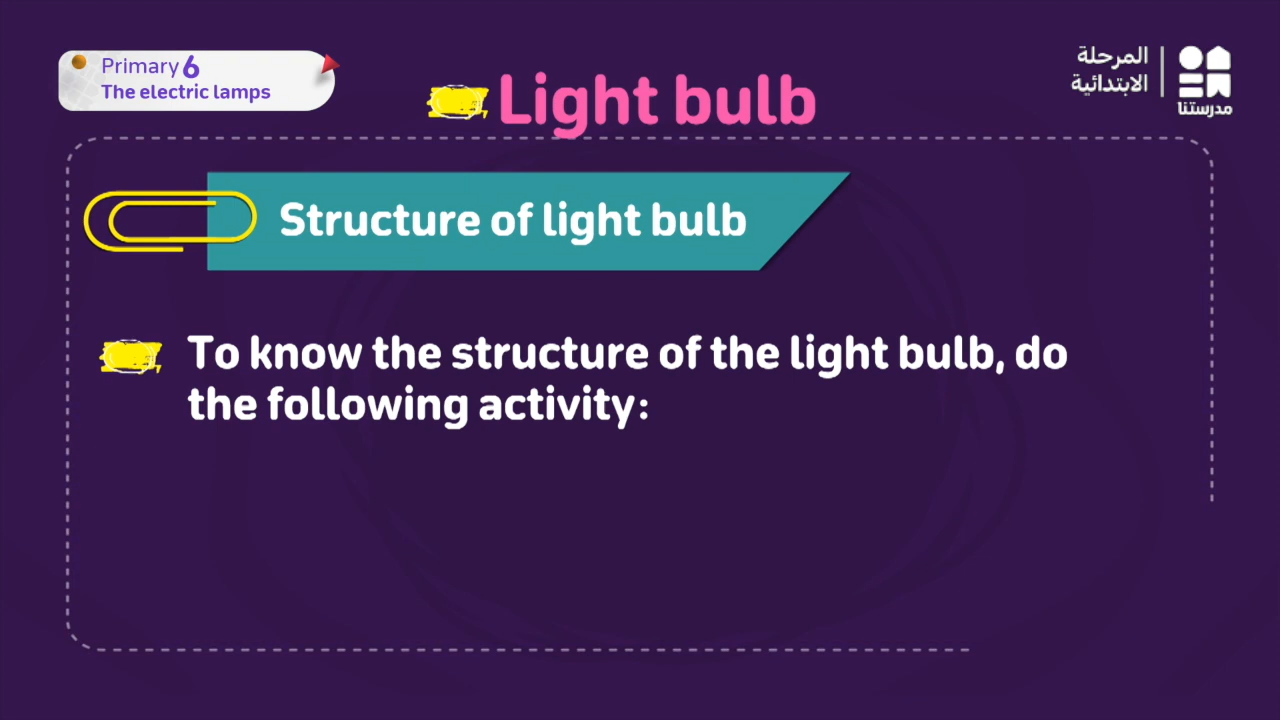 Primary 6
The electric lamps
Light bulb
المرحلة
الابتدائية
مدرستنا
Structure of light bulb
To know the structure of the light bulb, do
the following activity: